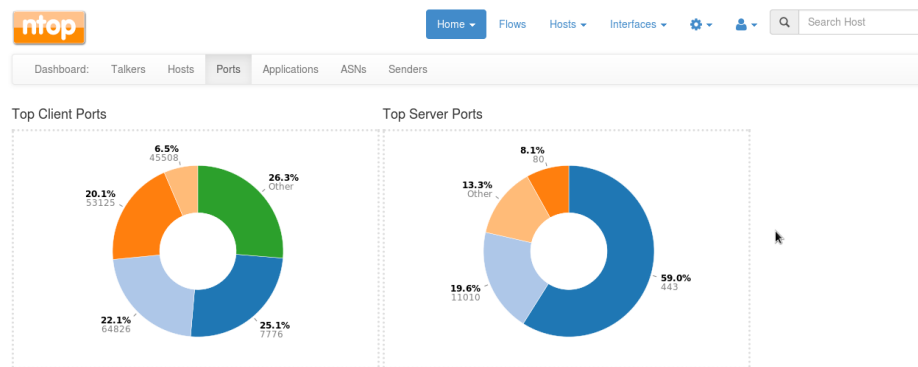 ntop
Home Flows Hosts Interfaces Search Host
Dashboard: Talkers Hosts Ports Applications ASNs Senders
Top Client Ports
6.5%
45508
26.3%
Other
20.1%
53125
22.1%
64826
25.1%
7776
Top Server Ports
8.1%
80
13.3%
Other
19.6%
11010
59.0%
443